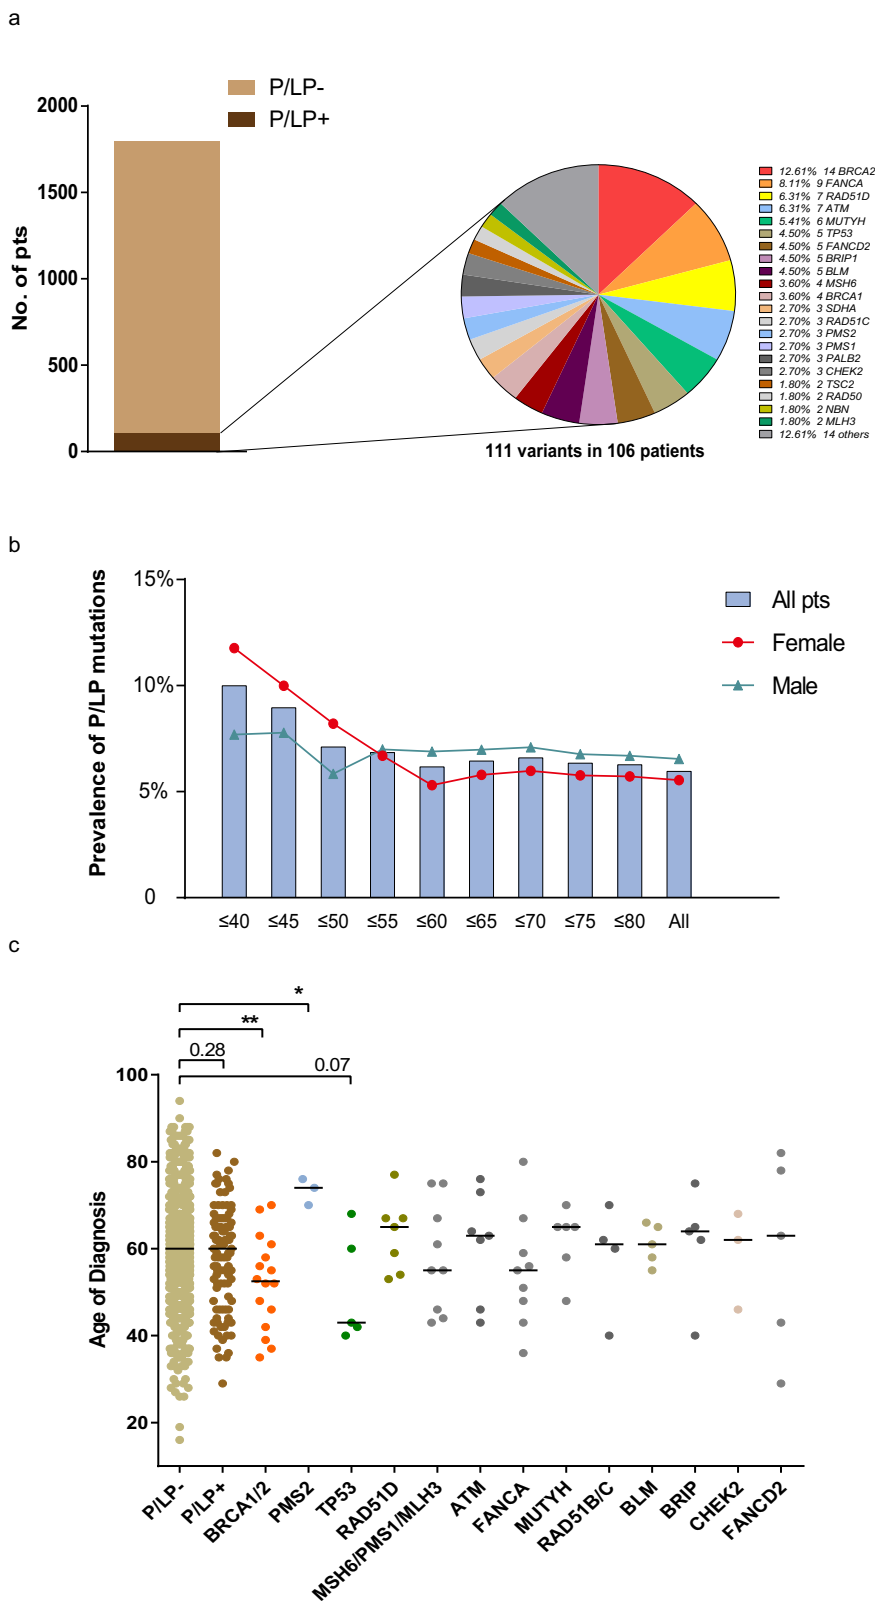 a
P/LP-
P/LP+
No. of pts
2000
1500
1000
500
0
12.61% 14 BRCA2
8.11% 9 FANCA
6.31% 7 RAD51D
6.31% 7 ATM
5.41% 6 MUTYH
4.50% 5 TP53
4.50% 5 FANCD2
4.50% 5 BRIP1
4.50% 5 BLM
3.60% 4 MSH6
3.60% 4 BRCA1
2.70% 3 SDHA
2.70% 3 RAD51C
2.70% 3 PMS2
2.70% 3 PMS1
2.70% 3 PALB2
2.70% 3 CHEK2
1.80% 2 TSC2
1.80% 2 RAD50
1.80% 2 NBN
1.80% 2 MLH3
12.61% 14 others
111 variants in 106 patients
b
Prevalence of P/LP mutations
15%
10%
5%
0
All pts
Female
Male
≤40 ≤45 ≤50 ≤55 ≤60 ≤65 ≤70 ≤75 ≤80 All
c
*
**
0.28
0.07
Age of Diagnosis
100
80
60
40
20
P/LP-
P/LP+
BRCA1/2
PMS2
TP53
RAD51D
MSH6/PMS1/MLH3
ATM
FANCA
MUTYH
RAD51B/C
BLM
BRIP
CHEK2
FANCD2